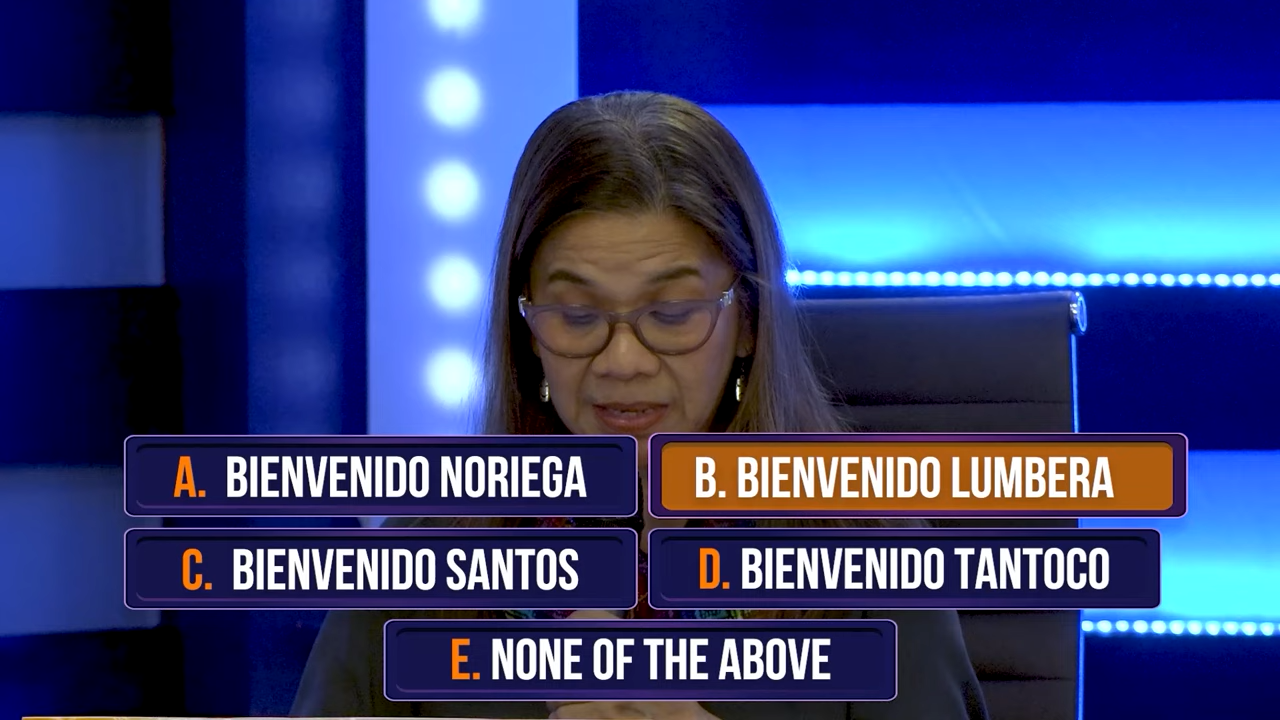 A. BIENVENIDO NORIEGA
B. BIENVENIDO LUMBERA
C. BIENVENIDO SANTOS
D. BIENVENIDO TANTOCO
E. NONE OF THE ABOVE